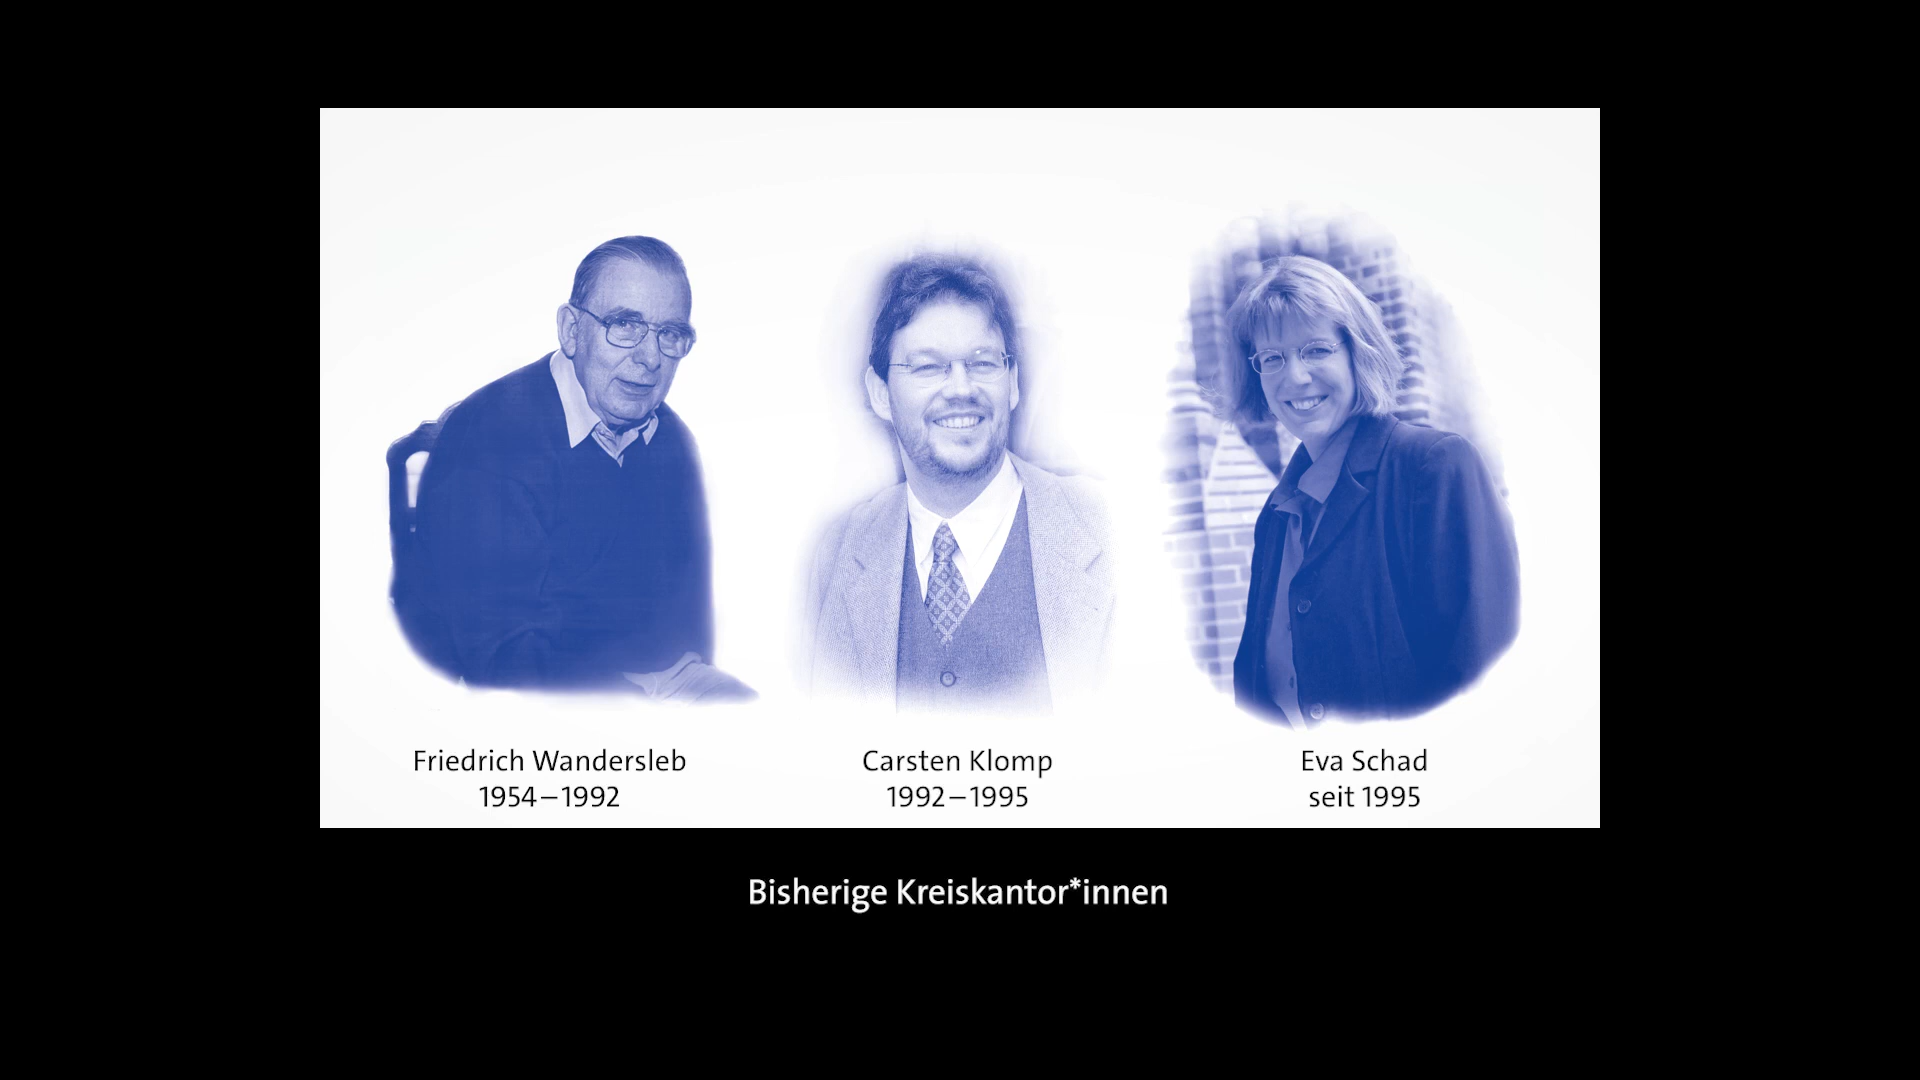 Friedrich Wandersleb
1954–1992
Carsten Klomp
1992–1995
Eva Schad
seit 1995
Bisherige Kreiskantor*innen